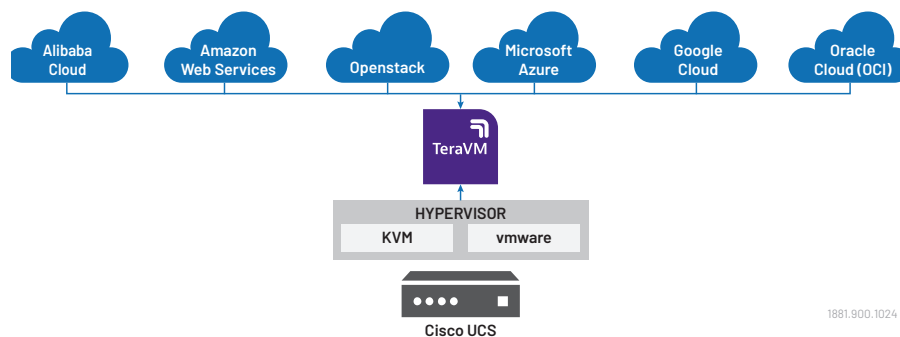 Alibaba
Cloud
Amazon
Web Services
Openstack
Microsoft
Azure
Google
Cloud
Oracle
Cloud (OCI)
TeraVM
HYPERVISOR
KVM
vmware
Cisco UCS
1881.900.1024